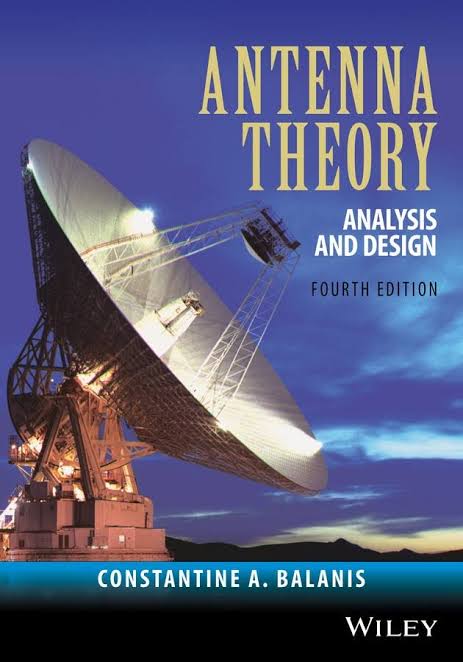 ANTENNA
THEORY
ANALYSIS
AND DESIGN
FOURTH EDITION
CONSTANTINE A. BALANIS
WILEY